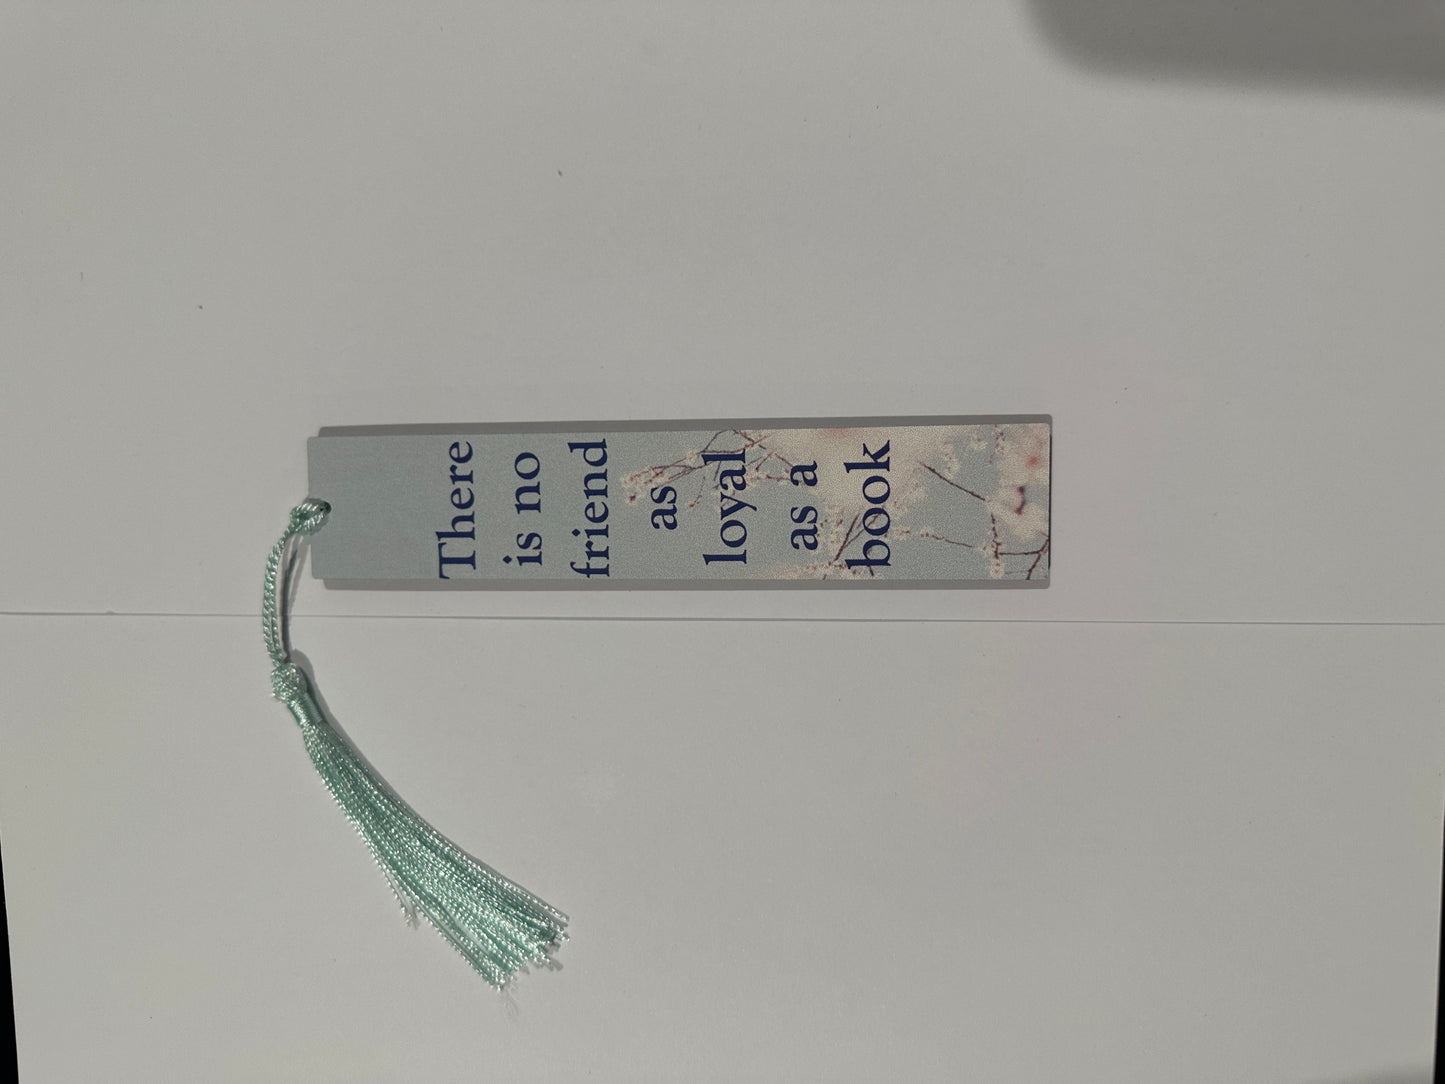 There
is no
friend
as
loyal
as a
book